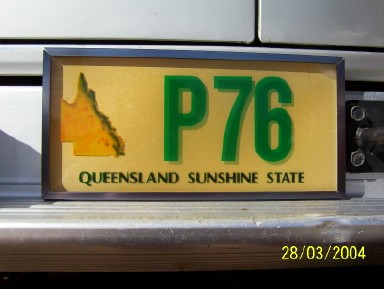 P76
QUEENSLAND SUNSHINE STATE
28/03/2004